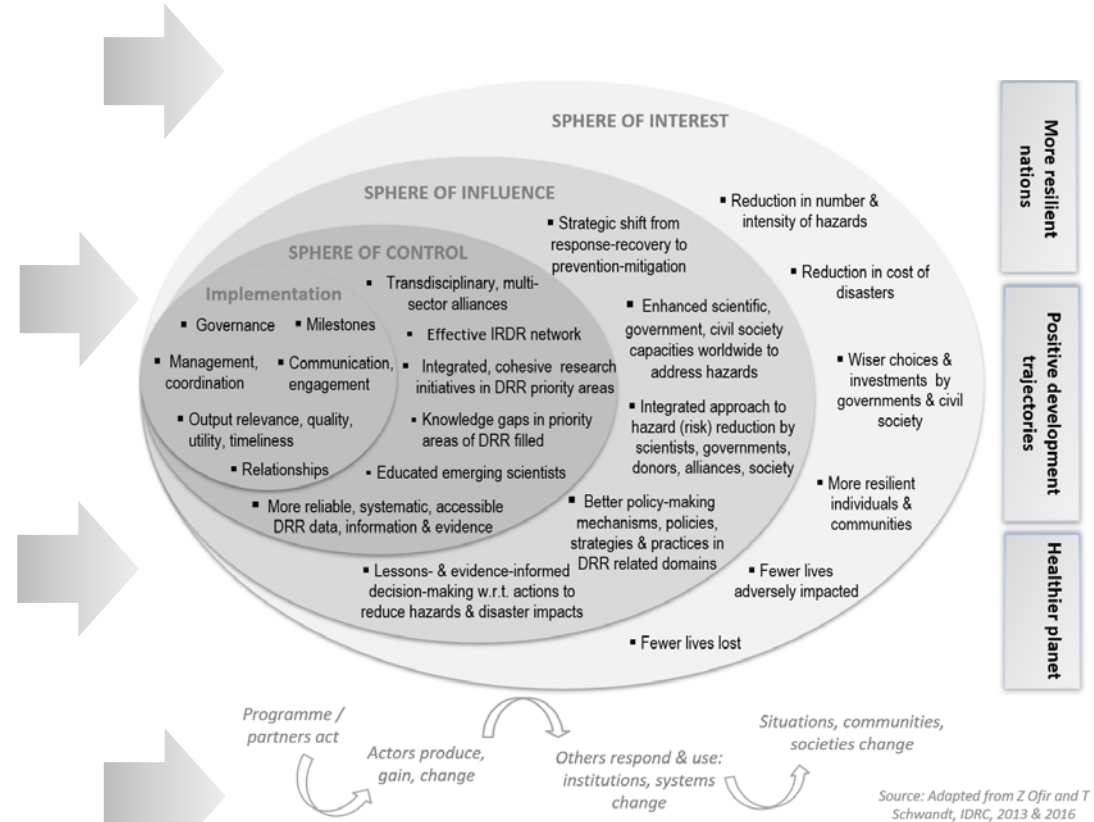 SPHERE OF INTEREST
SPHERE OF INFLUENCE
SPHERE OF CONTROL
Implementation
▪ Governance
▪ Milestones
▪ Management,
coordination
▪ Communication,
engagement
▪ Output relevance, quality,
utility, timeliness
▪ Relationships
▪ Transdisciplinary, multi-
sector alliances
▪ Effective IRDR network
▪ Integrated, cohesive research
initiatives in DRR priority areas
▪ Knowledge gaps in priority
areas of DRR filled
▪ Educated emerging scientists
▪ More reliable, systematic, accessible
DRR data, information & evidence
▪ Strategic shift from
response-recovery to
prevention-mitigation
▪ Enhanced scientific,
government, civil society
capacities worldwide to
address hazards
▪ Integrated approach to
hazard (risk) reduction by
scientists, governments,
donors, alliances, society
▪ Better policy-making
mechanisms, policies,
strategies & practices in
DRR related domains
▪ Lessons- & evidence-informed
decision-making w.r.t. actions to
reduce hazards & disaster impacts
▪ Reduction in number &
intensity of hazards
▪ Reduction in cost of
disasters
▪ Wiser choices &
investments by
governments & civil
society
▪ More resilient
individuals &
communities
▪ Fewer lives
adversely impacted
▪ Fewer lives lost
More resilient
nations
Positive development
trajectories
Healthier planet
Programme /
partners act
Actors produce,
gain, change
Others respond & use:
institutions, systems
change
Situations, communities,
societies change
Source: Adapted from Z Ofir and T
Schwandt, IDRC, 2013 & 2016